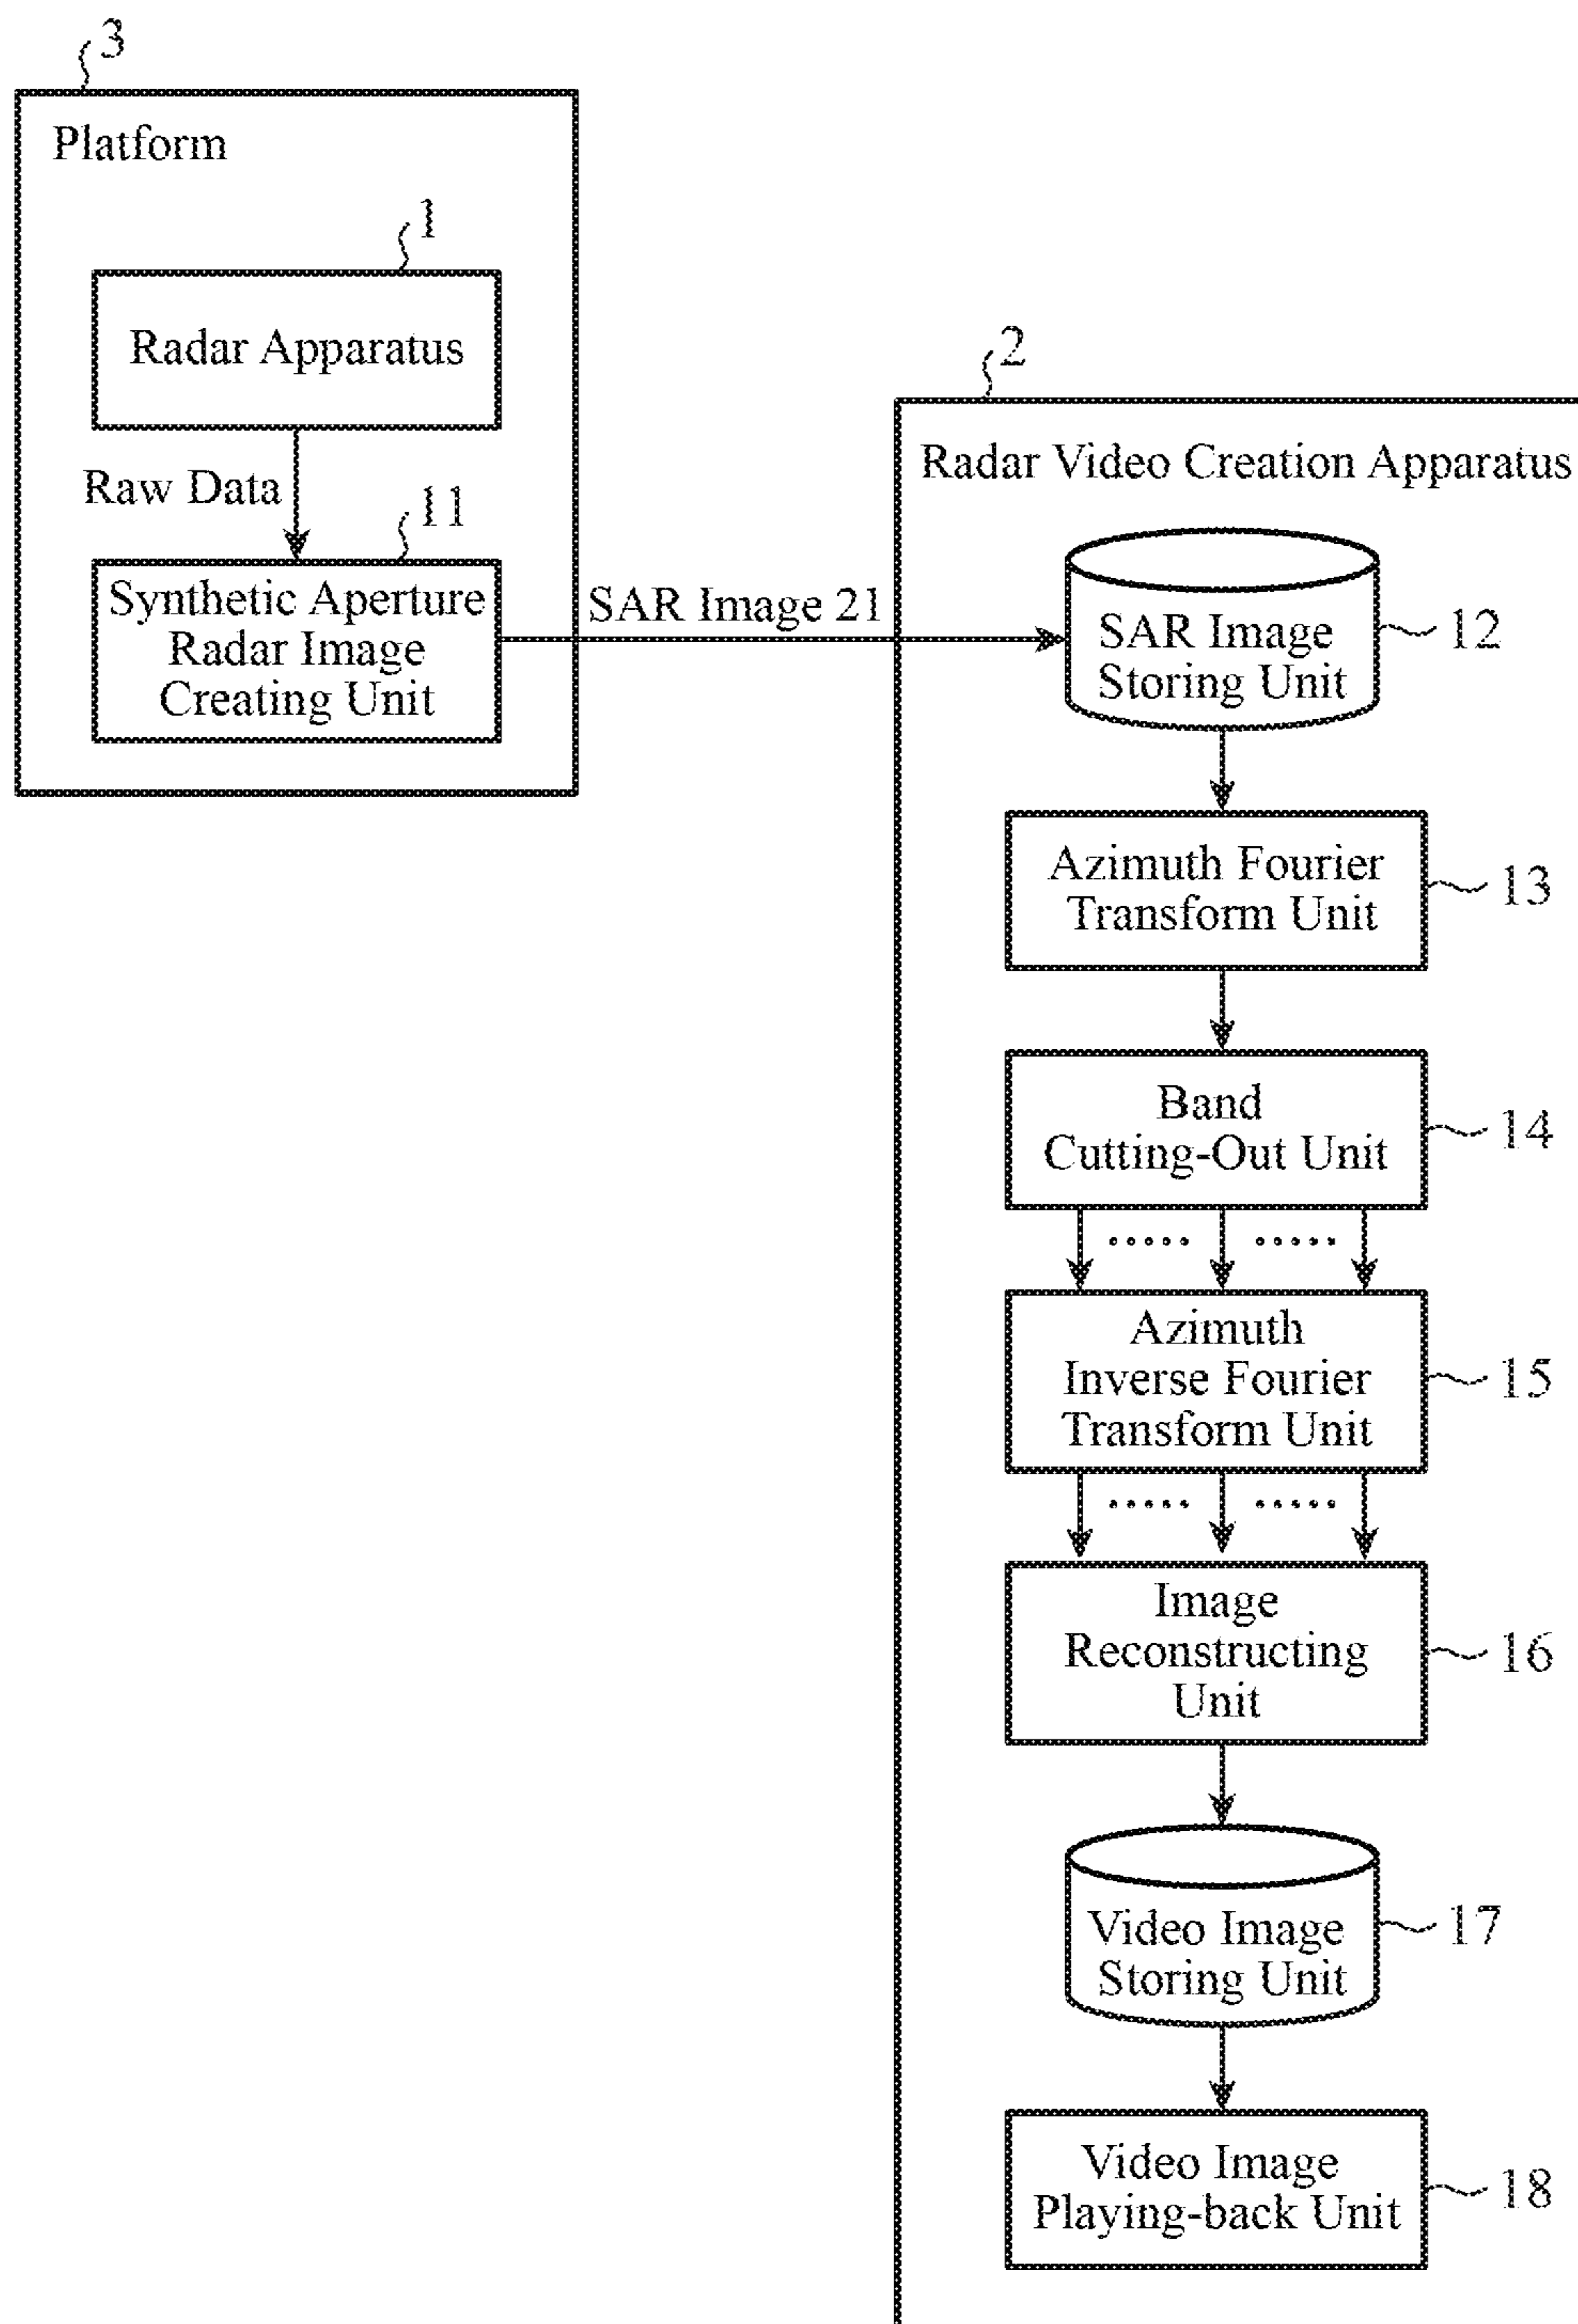 3
Platform
1
Radar Apparatus
Raw Data
11
Synthetic Aperture
Radar Image
Creating Unit
SAR Image 21
2
Radar Video Creation Apparatus
SAR Image
Storing Unit
12
Azimuth Fourier
Transform Unit
13
Band
Cutting-Out Unit
14
Azimuth
Inverse Fourier
Transform Unit
15
Image
Reconstructing
Unit
16
Video Image
Storing Unit
17
Video Image
Playing-back Unit
18